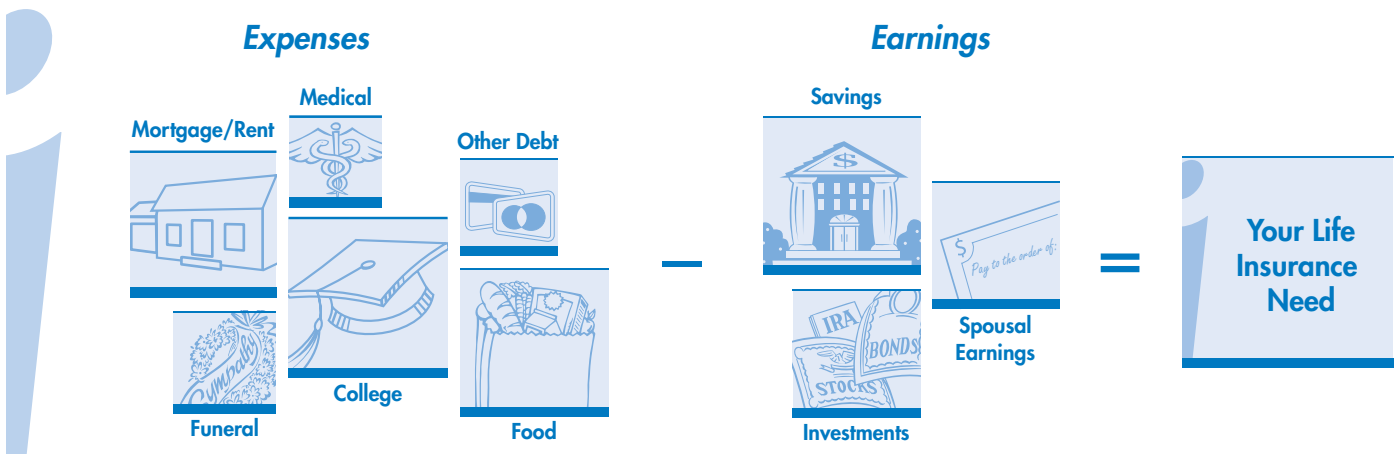 Expenses
Earnings
Medical
Mortgage/Rent
Other Debt
Savings
$
$
Pay to the order of:
Sympathy
IRA
BONDS
STOCKS
Spousal
Earnings
College
Funeral
Food
Investments
–
=
Your Life
Insurance
Need